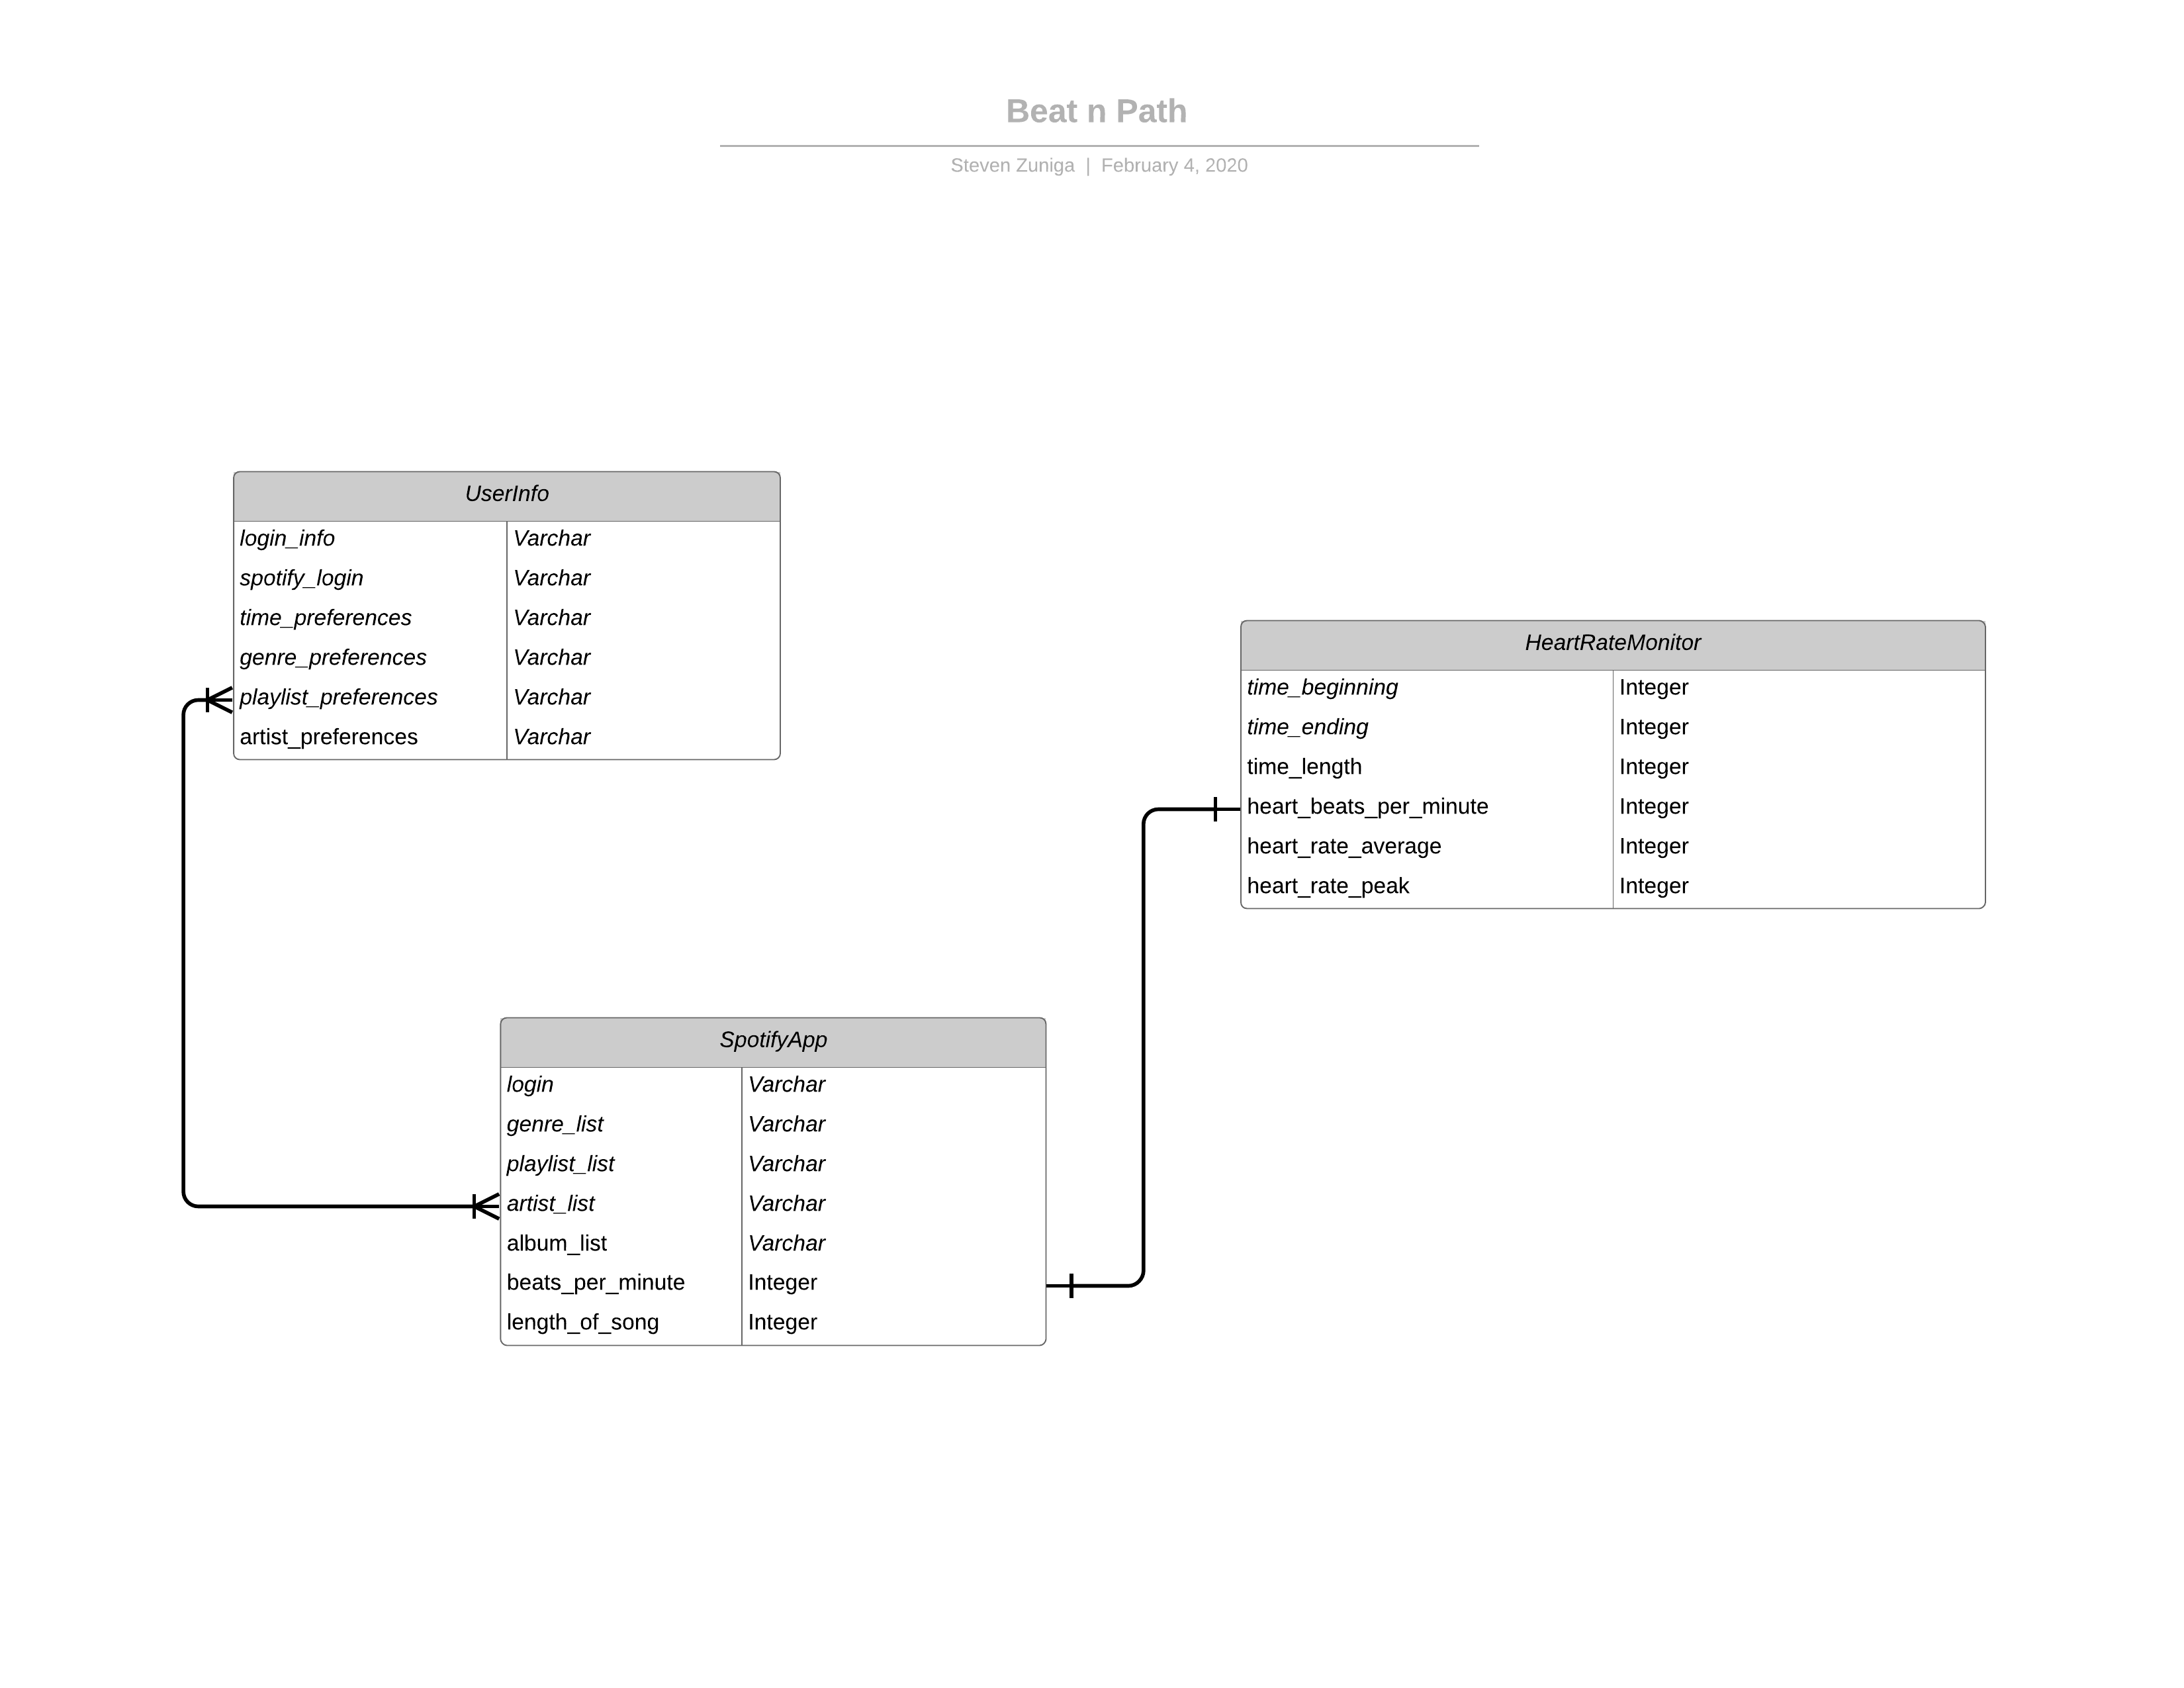 Beat n Path
Steven Zuniga | February 4, 2020
UserInfo
login_info Varchar
spotify_login Varchar
time_preferences Varchar
genre_preferences Varchar
playlist_preferences Varchar
artist_preferences Varchar
HeartRateMonitor
time_beginning Integer
time_ending Integer
time_length Integer
heart_beats_per_minute Integer
heart_rate_average Integer
heart_rate_peak Integer
SpotifyApp
login Varchar
genre_list Varchar
playlist_list Varchar
artist_list Varchar
album_list Varchar
beats_per_minute Integer
length_of_song Integer